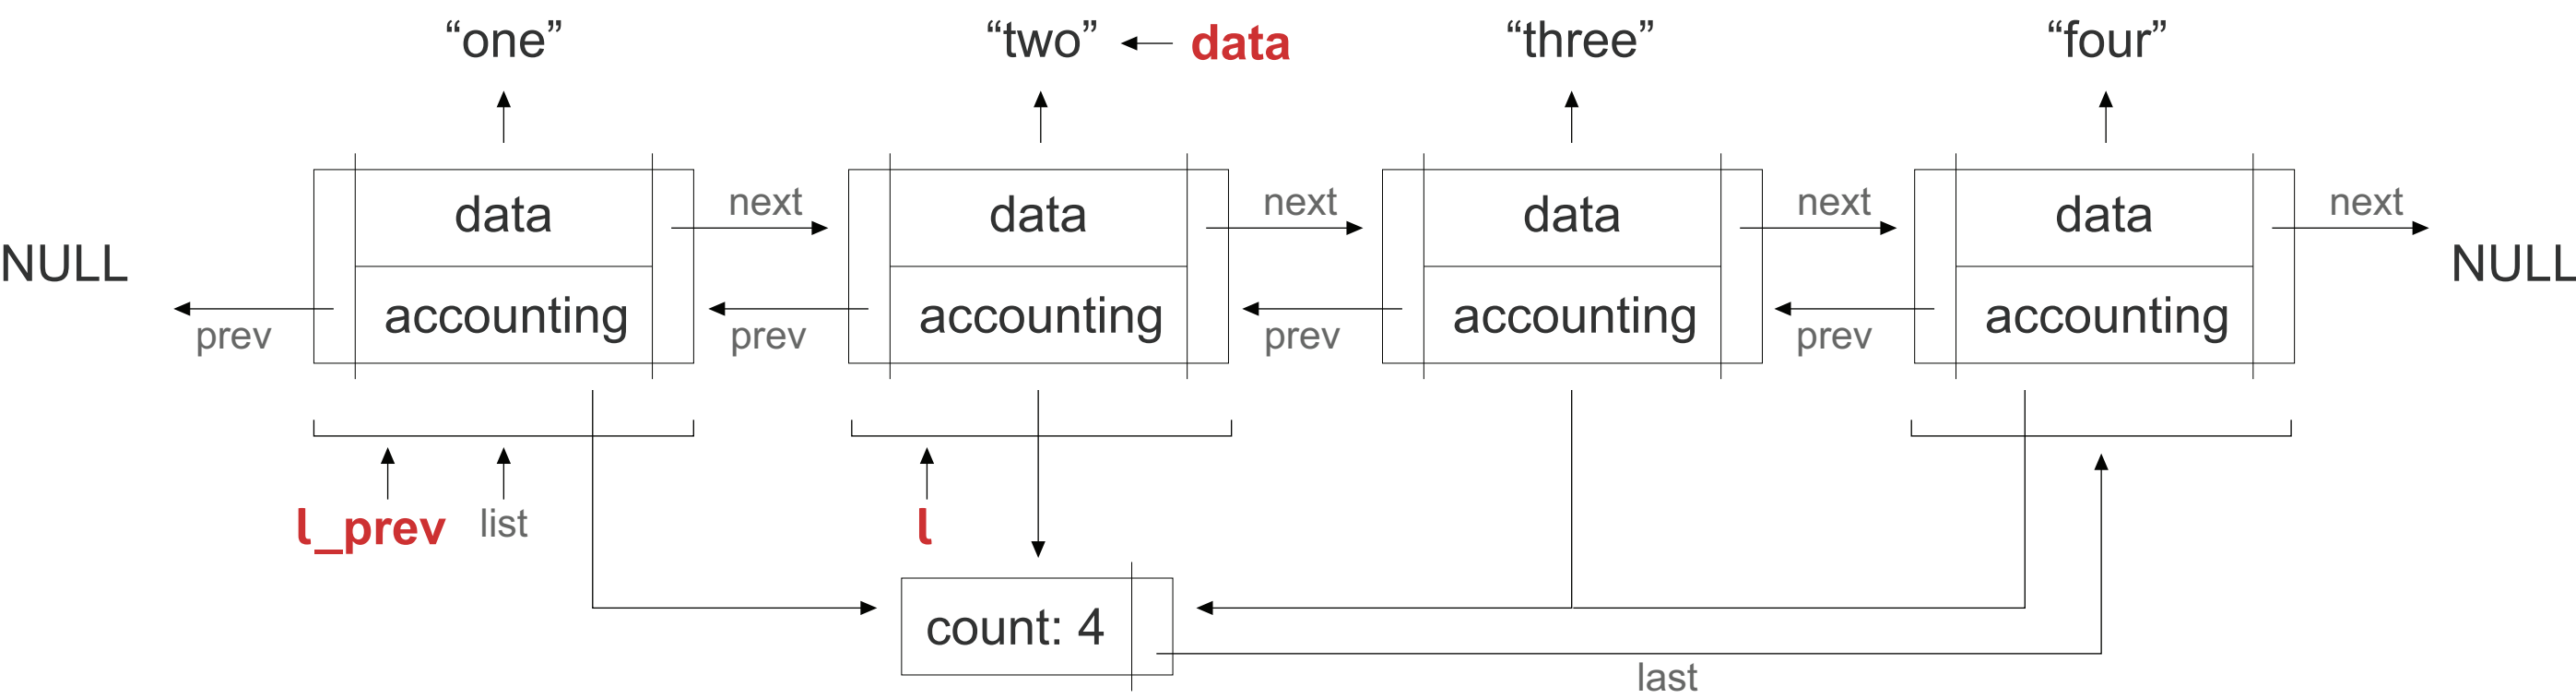 “one” “two” data “three” “four”
data next data next data next data next
NULL NULL
accounting accounting accounting accounting
prev prev prev prev
l_prev list l
count: 4
last